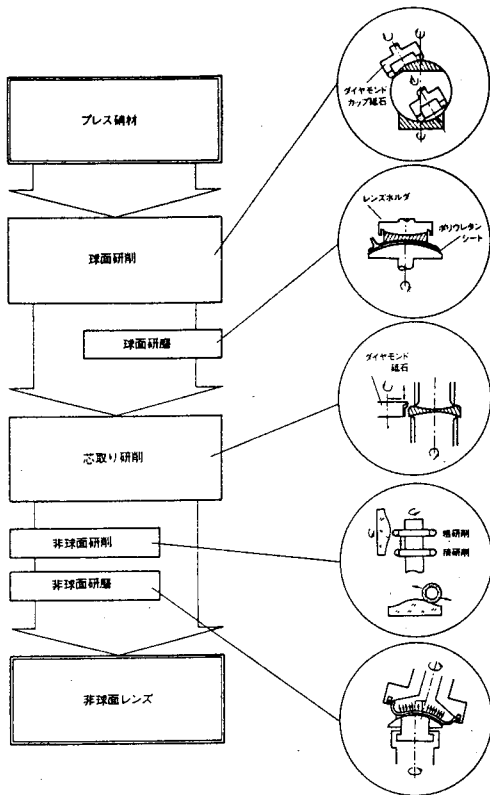 プレス硝材
球面研削
球面研磨
芯取り研削
非球面研削
非球面研磨
非球面レンズ
ダイヤモンド
カップ砥石
レンズホルダ
ポリウレタン
シート
ダイヤモンド
砥石
粗研削
精研削